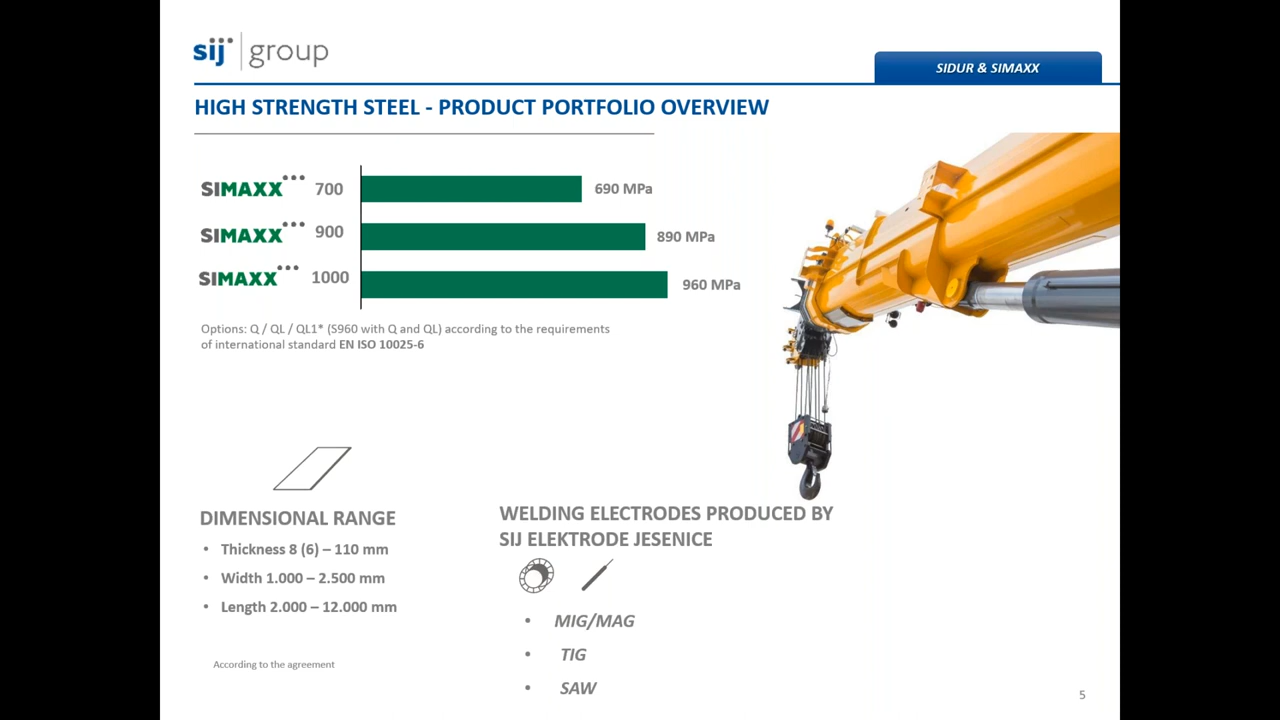 sij group
SIDUR & SIMAXX
HIGH STRENGTH STEEL - PRODUCT PORTFOLIO OVERVIEW
SIMAXX 700
690 MPa
SIMAXX 900
890 MPa
SIMAXX 1000
960 MPa
Options: Q / QL / QL1* (S960 with Q and QL) according to the requirements
of international standard EN ISO 10025-6
DIMENSIONAL RANGE
• Thickness 8 (6) – 110 mm
• Width 1.000 – 2.500 mm
• Length 2.000 – 12.000 mm
According to the agreement
WELDING ELECTRODES PRODUCED BY
SIJ ELEKTRODE JESENICE
• MIG/MAG
• TIG
• SAW
5